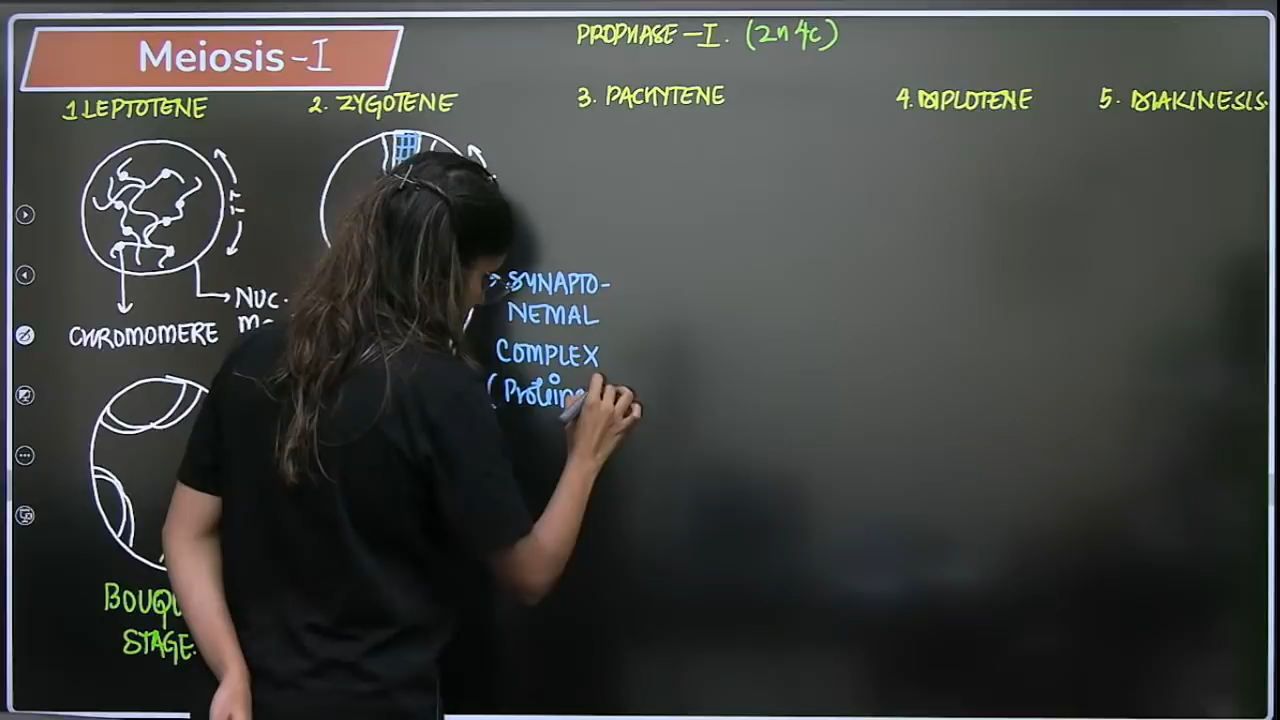 Meiosis -I
PROPHASE -I. (2n 4c)
1.LEPTOTENE
2. ZYGOTENE
3. PACHYTENE
4. DIPLOTENE
5. DIAKINESIS.
NUC.
CHROMOMERE
SYNAPTO-
NEMAL
COMPLEX
STAGE.